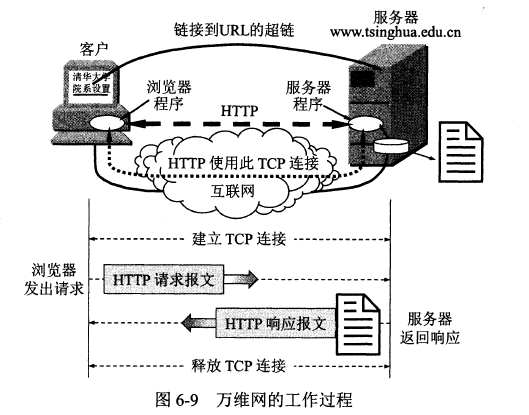 链接到URL的超链
服务器
www.tsinghua.edu.cn
客户
清华大学
院系设置
浏览器
程序
服务器
程序
HTTP
HTTP 使用此 TCP 连接
互联网
建立 TCP 连接
浏览器
发出请求
HTTP 请求报文
HTTP 响应报文
服务器
返回响应
释放 TCP 连接
图 6-9 万维网的工作过程